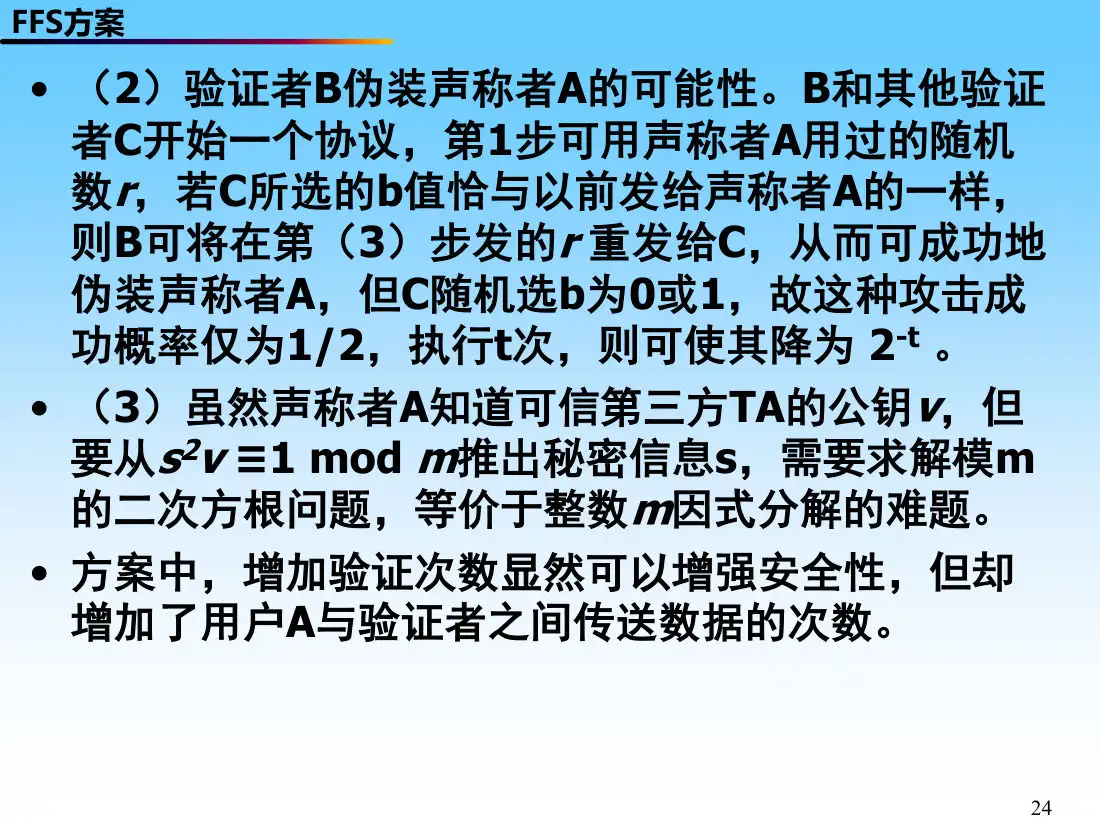 FFS方案
• （2）验证者B伪装声称者A的可能性。B和其他验证
者C开始一个协议，第1步可用声称者A用过的随机
数r，若C所选的b值恰与以前发给声称者A的一样，
则B可将在第（3）步发的r 重发给C，从而可成功地
伪装声称者A，但C随机选b为0或1，故这种攻击成
功概率仅为1/2，执行t次，则可使其降为 2⁻ᵗ 。
• （3）虽然声称者A知道可信第三方TA的公钥v，但
要从s²v ≡1 mod m推出秘密信息s，需要求解模m
的二次方根问题，等价于整数m因式分解的难题。
• 方案中，增加验证次数显然可以增强安全性，但却
增加了用户A与验证者之间传送数据的次数。
24